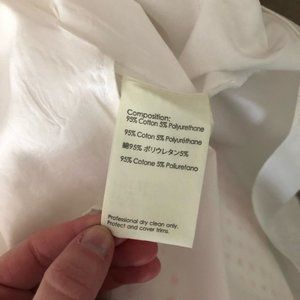 Composition:
95% Cotton 5% Polyurethane
95% Coton 5% Polyuréthane
綿95% ポリウレタン5%
95% Cotone 5% Poliuretano
Professional dry clean only.
Protect and cover trims.